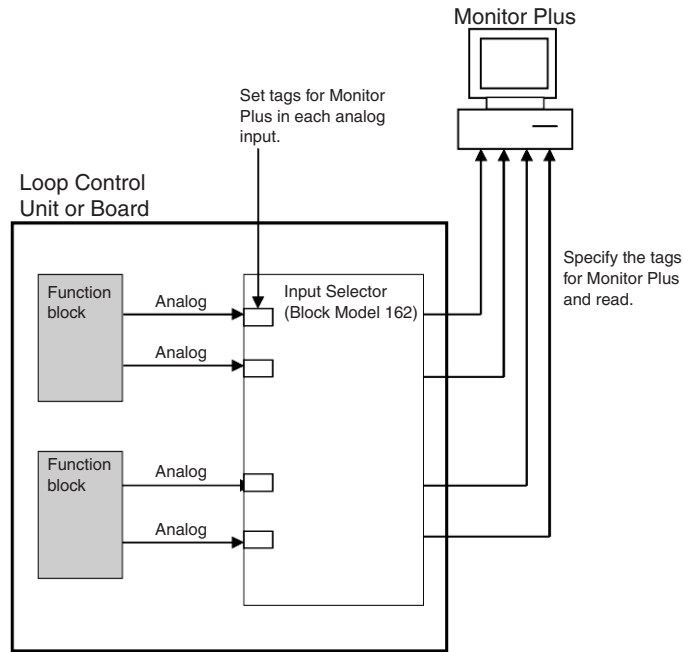 Monitor Plus
Set tags for Monitor
Plus in each analog
input.
Loop Control
Unit or Board
Specify the tags
for Monitor Plus
and read.
Function
block
Analog
Input Selector
(Block Model 162)
Analog
Function
block
Analog
Analog